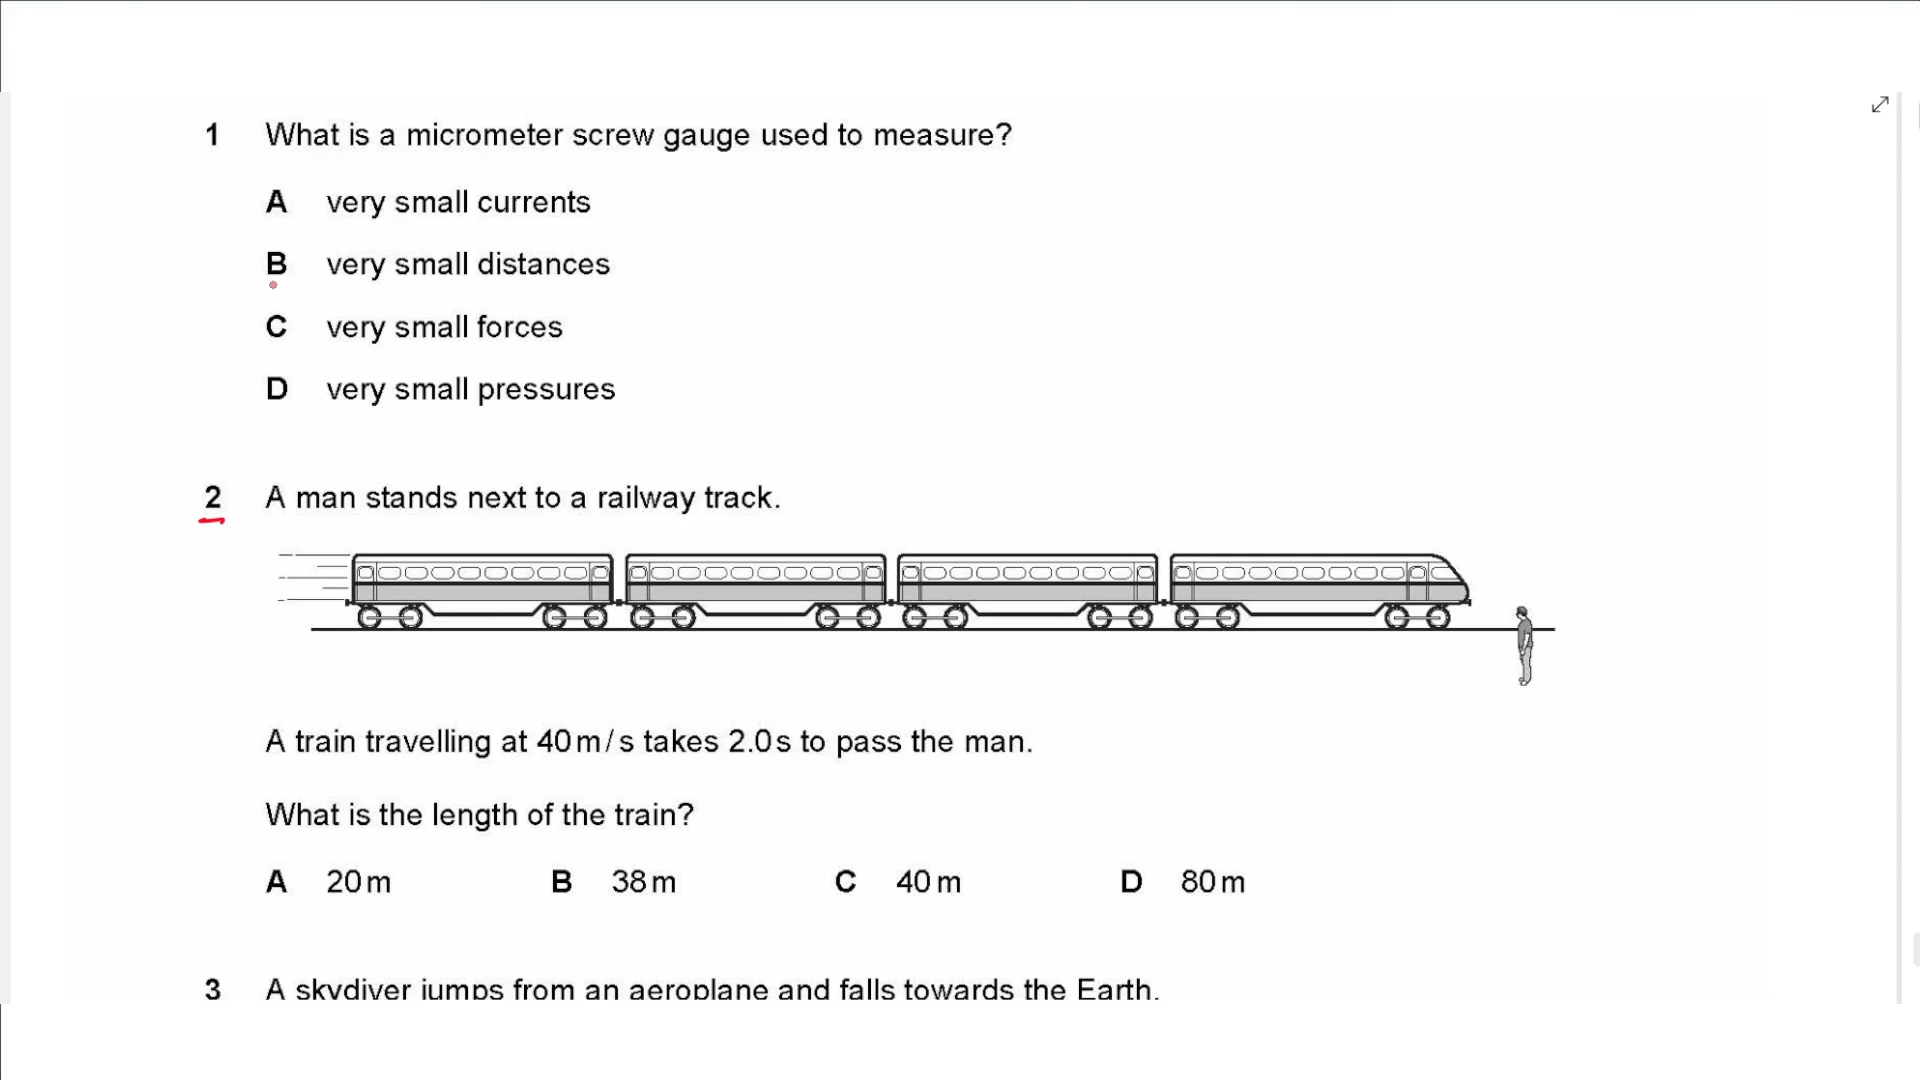 1 What is a micrometer screw gauge used to measure?
A very small currents
B very small distances
C very small forces
D very small pressures
2 A man stands next to a railway track.
A train travelling at 40 m / s takes 2.0 s to pass the man.
What is the length of the train?
A 20 m B 38 m C 40 m D 80 m
3 A skydiver jumps from an aeroplane and falls towards the Earth.